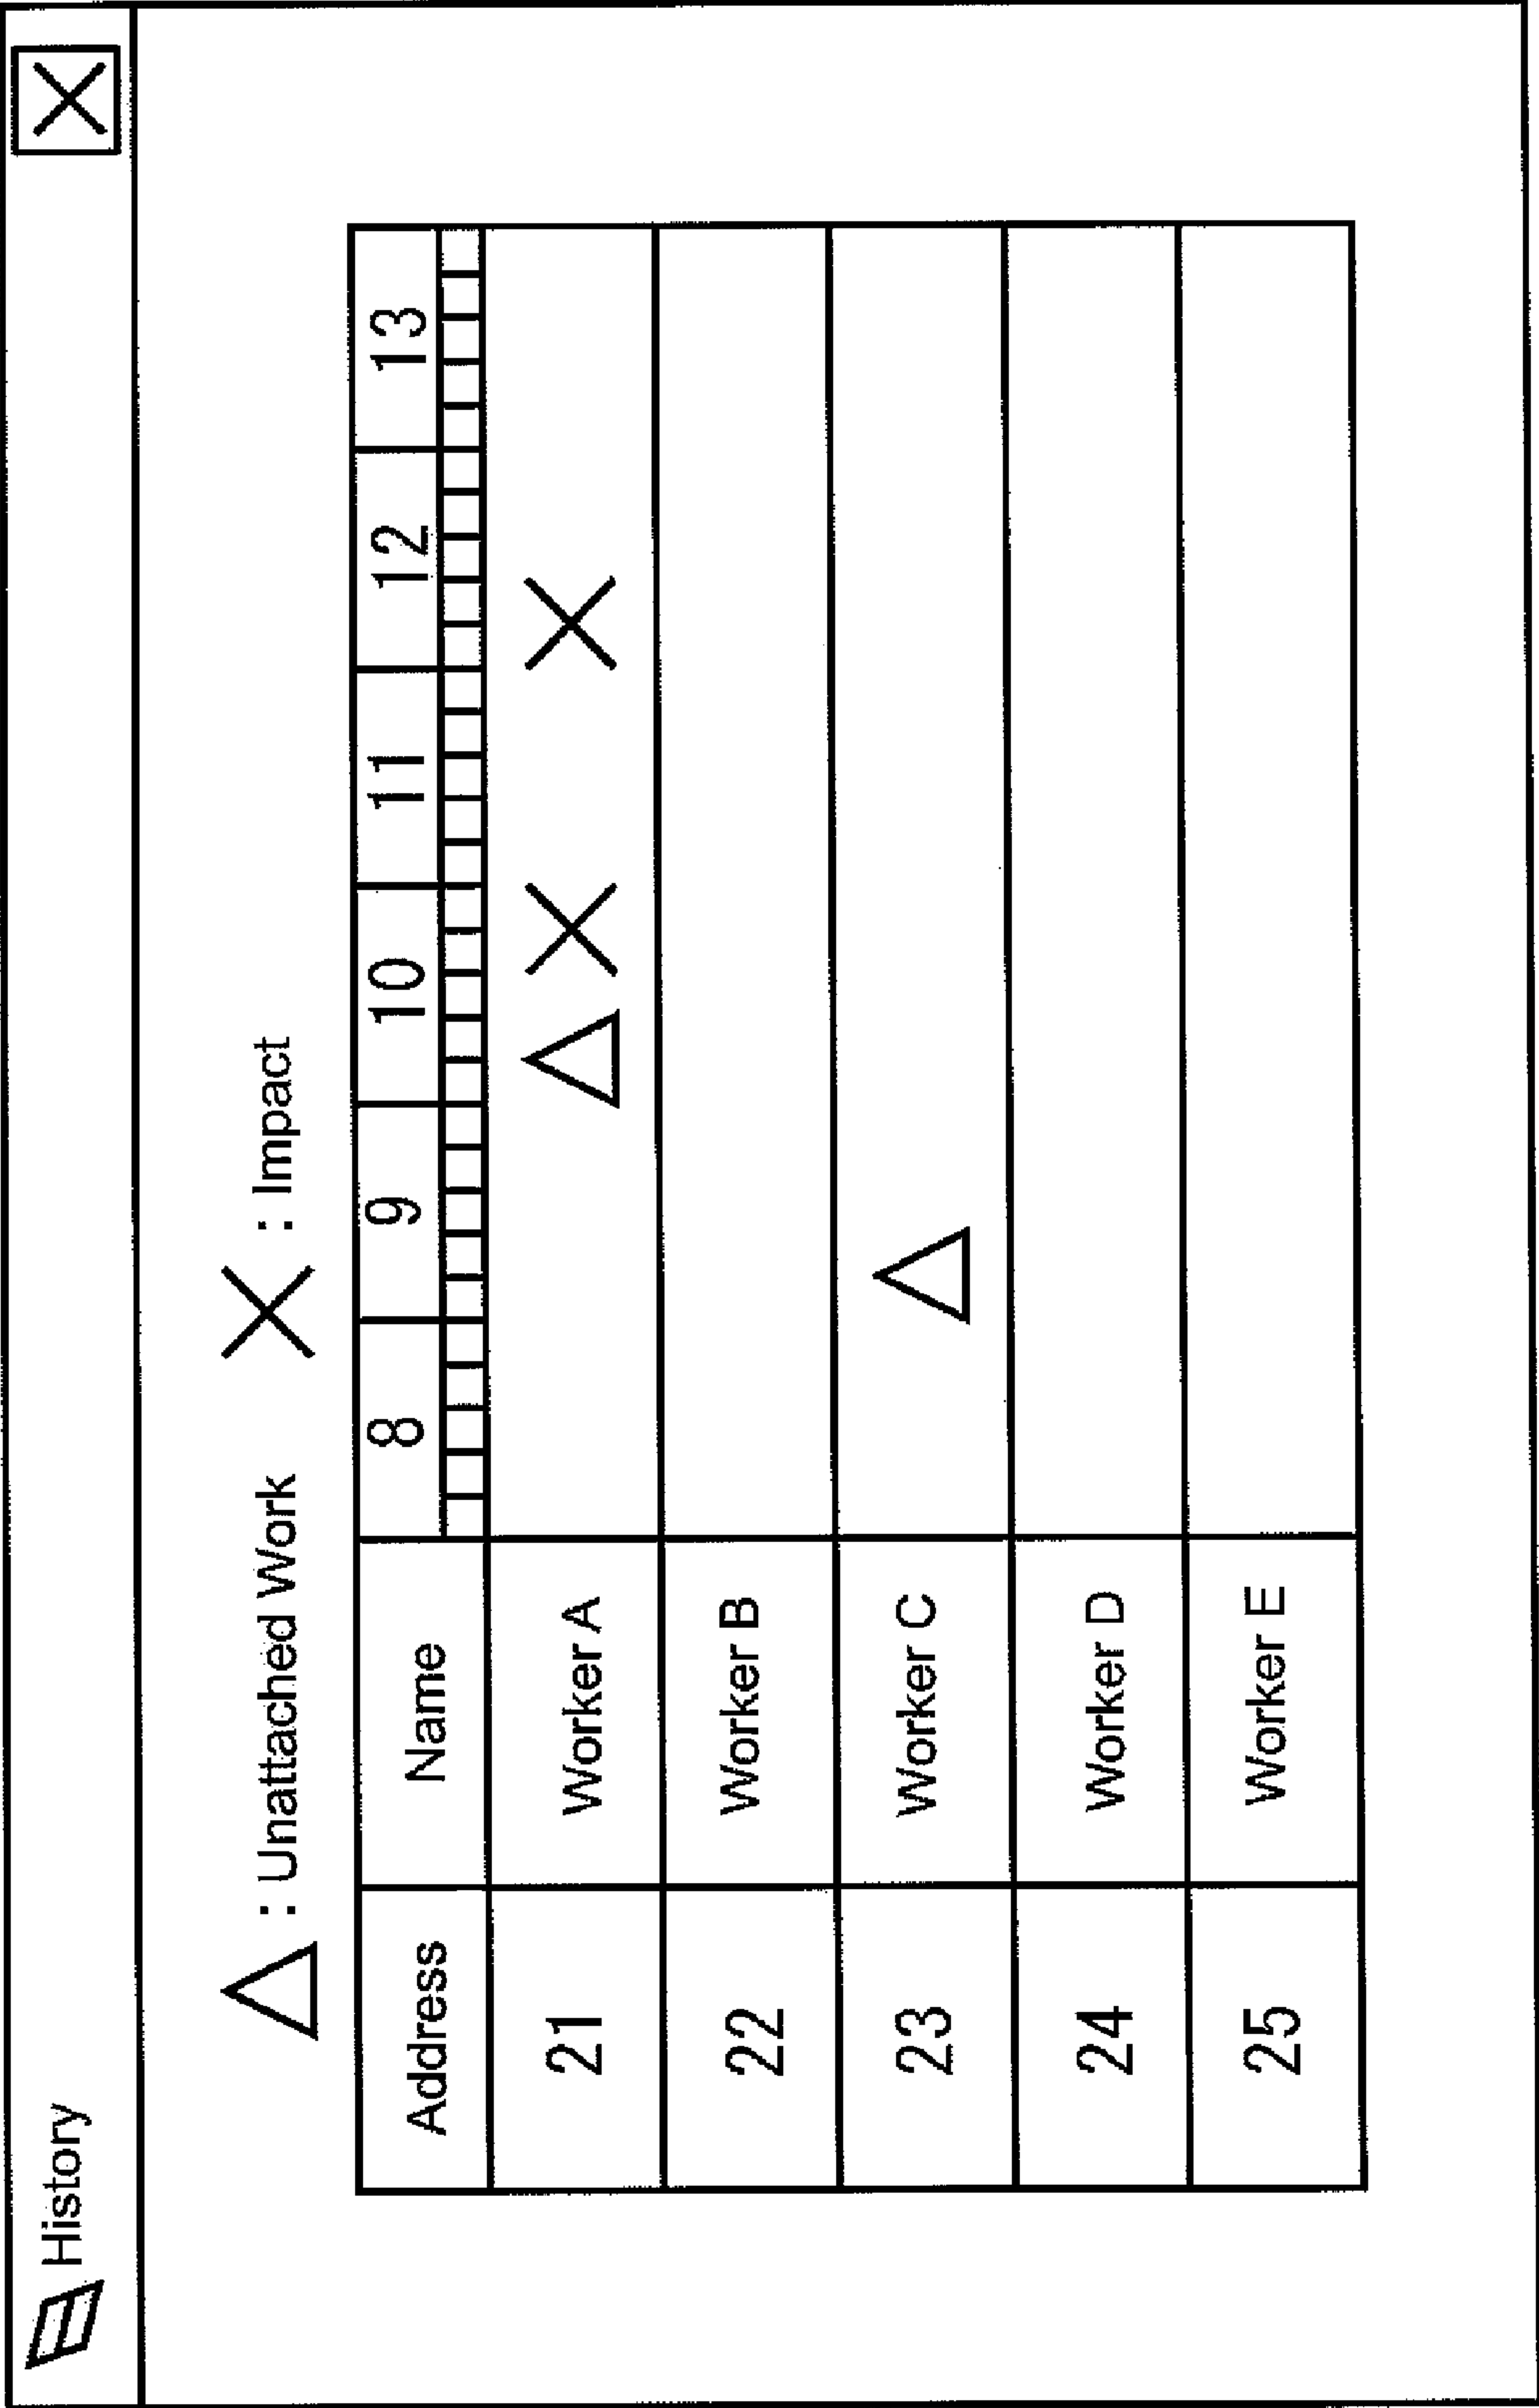 History
△ : Unattached Work × : Impact
Address Name 8 9 10 11 12 13
21 Worker A △ × ×
22 Worker B
23 Worker C △
24 Worker D
25 Worker E